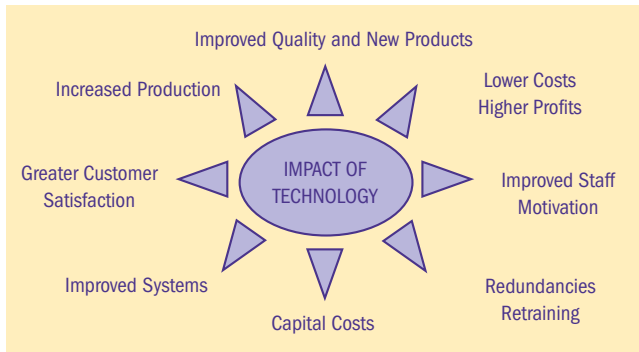 Improved Quality and New Products
Increased Production
Lower Costs
Higher Profits
Greater Customer
Satisfaction
IMPACT OF
TECHNOLOGY
Improved Staff
Motivation
Improved Systems
Redundancies
Retraining
Capital Costs